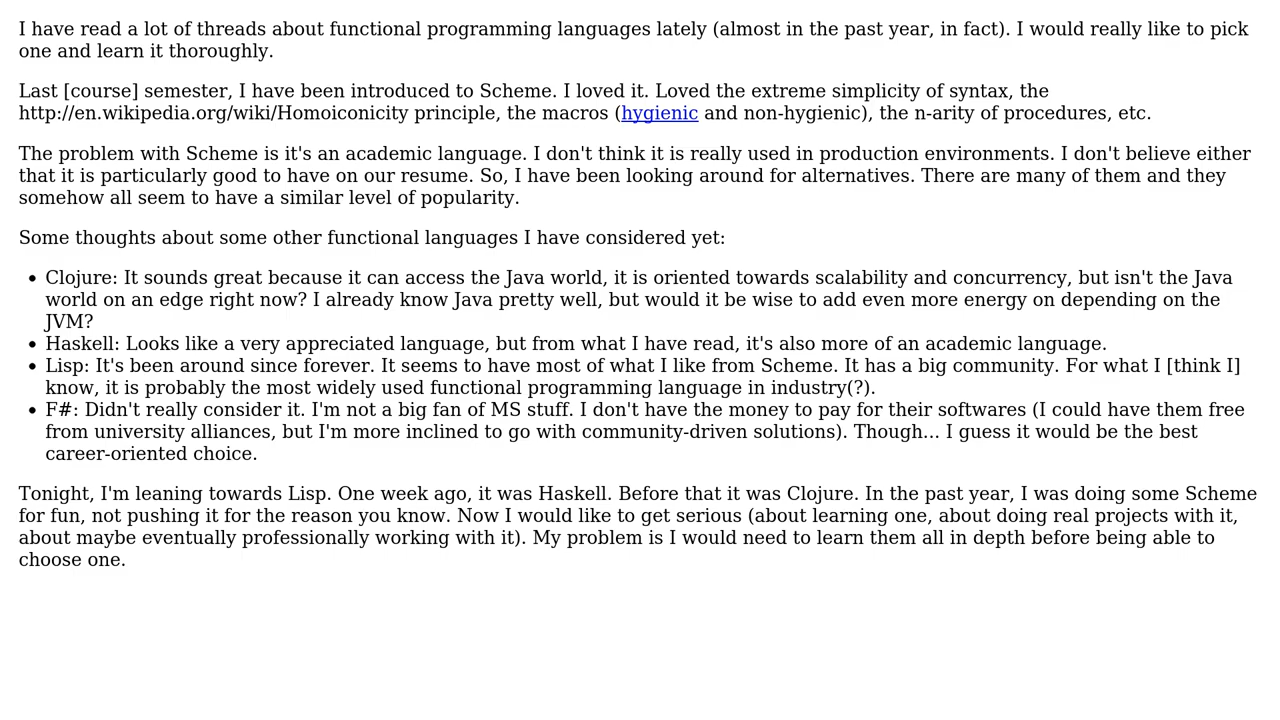 I have read a lot of threads about functional programming languages lately (almost in the past year, in fact). I would really like to pick
one and learn it thoroughly.
Last [course] semester, I have been introduced to Scheme. I loved it. Loved the extreme simplicity of syntax, the
http://en.wikipedia.org/wiki/Homoiconicity principle, the macros (hygienic and non-hygienic), the n-arity of procedures, etc.
The problem with Scheme is it's an academic language. I don't think it is really used in production environments. I don't believe either
that it is particularly good to have on our resume. So, I have been looking around for alternatives. There are many of them and they
somehow all seem to have a similar level of popularity.
Some thoughts about some other functional languages I have considered yet:
• Clojure: It sounds great because it can access the Java world, it is oriented towards scalability and concurrency, but isn't the Java
world on an edge right now? I already know Java pretty well, but would it be wise to add even more energy on depending on the
JVM?
• Haskell: Looks like a very appreciated language, but from what I have read, it's also more of an academic language.
• Lisp: It's been around since forever. It seems to have most of what I like from Scheme. It has a big community. For what I [think I]
know, it is probably the most widely used functional programming language in industry(?).
• F#: Didn't really consider it. I'm not a big fan of MS stuff. I don't have the money to pay for their softwares (I could have them free
from university alliances, but I'm more inclined to go with community-driven solutions). Though... I guess it would be the best
career-oriented choice.
Tonight, I'm leaning towards Lisp. One week ago, it was Haskell. Before that it was Clojure. In the past year, I was doing some Scheme
for fun, not pushing it for the reason you know. Now I would like to get serious (about learning one, about doing real projects with it,
about maybe eventually professionally working with it). My problem is I would need to learn them all in depth before being able to
choose one.